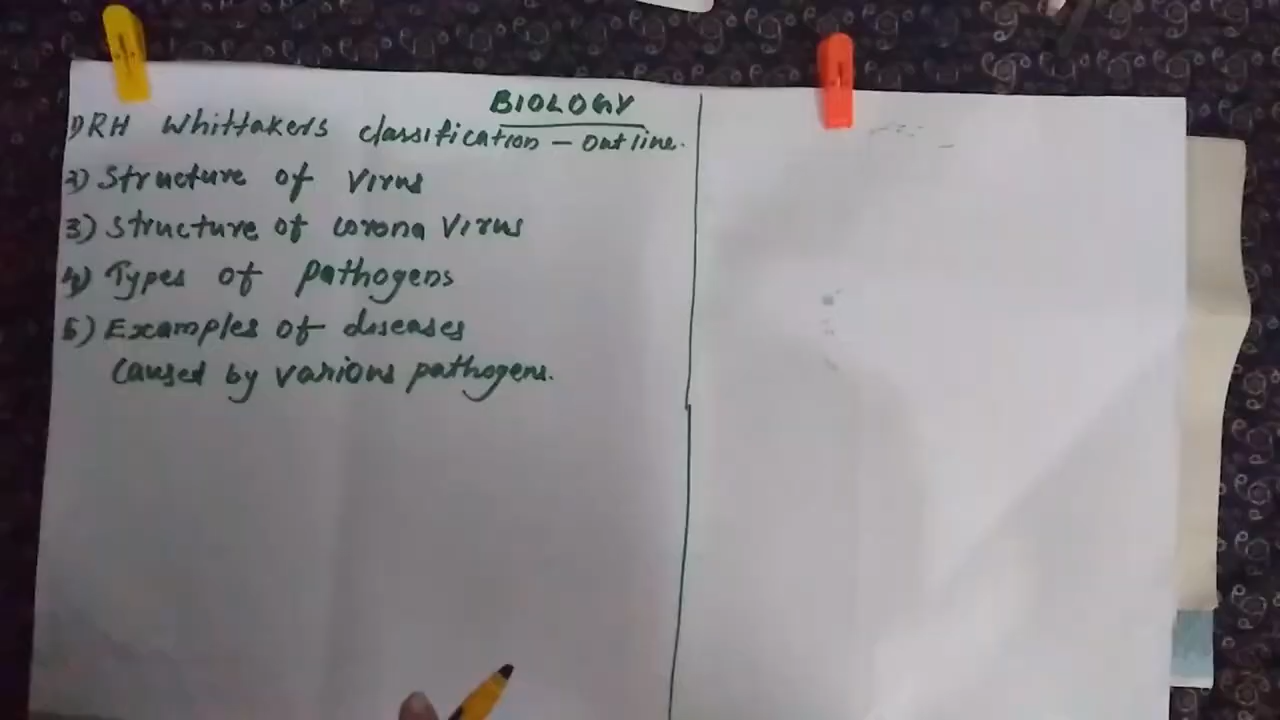 BIOLOGY
1) RH Whittakers classification - outline.
2) Structure of Virus
3) Structure of corona Virus
4) Types of pathogens
5) Examples of diseases
caused by various pathogens.